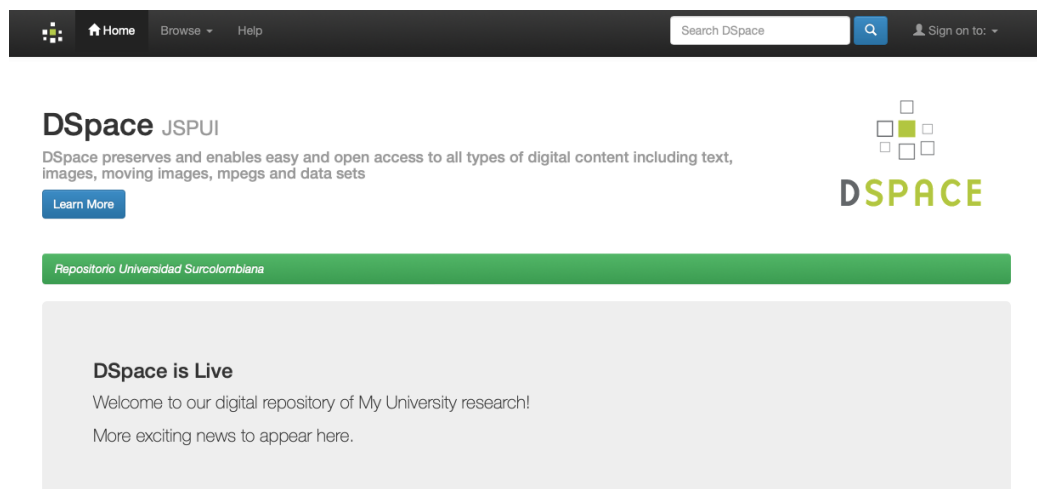 Home Browse Help Search DSpace Sign on to:
DSpace JSPUI
DSpace preserves and enables easy and open access to all types of digital content including text,
images, moving images, mpegs and data sets
Learn More
DSPACE
Repositorio Universidad Surcolombiana
DSpace is Live
Welcome to our digital repository of My University research!
More exciting news to appear here.